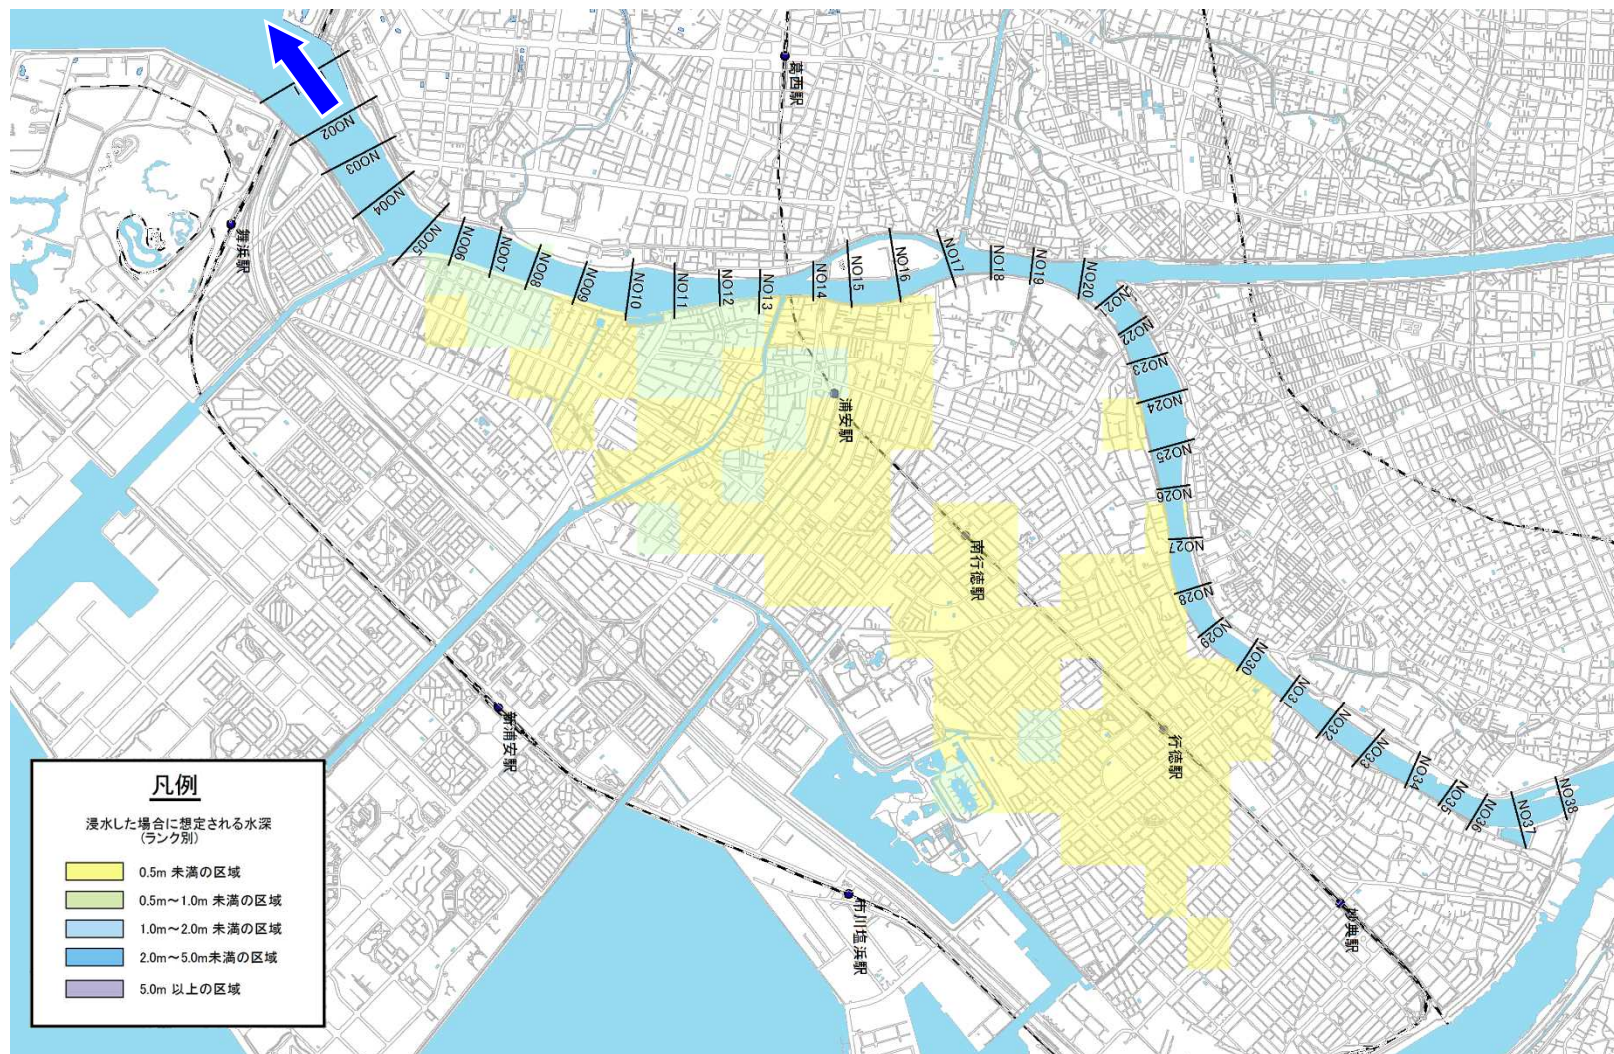 葛西駅
NO02
NO03
NO04
NO05
NO06
NO07
NO08
NO09
NO10
NO11
NO12
NO13
NO14
NO15
NO16
NO17
NO18
NO19
NO20
NO21
NO22
NO23
NO24
NO25
NO26
NO27
NO28
NO29
NO30
NO31
NO32
NO33
NO34
NO35
NO36
NO37
NO38
舞浜駅
浦安駅
南行徳駅
行徳駅
新浦安駅
市川塩浜駅
妙典駅
凡例
浸水した場合に想定される水深
(ランク別)
0.5m 未満の区域
0.5m～1.0m 未満の区域
1.0m～2.0m 未満の区域
2.0m～5.0m未満の区域
5.0m 以上の区域